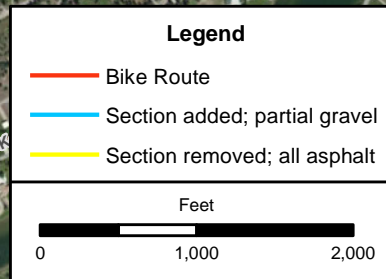 Legend
Bike Route
Section added; partial gravel
Section removed; all asphalt
Feet
0 1,000 2,000